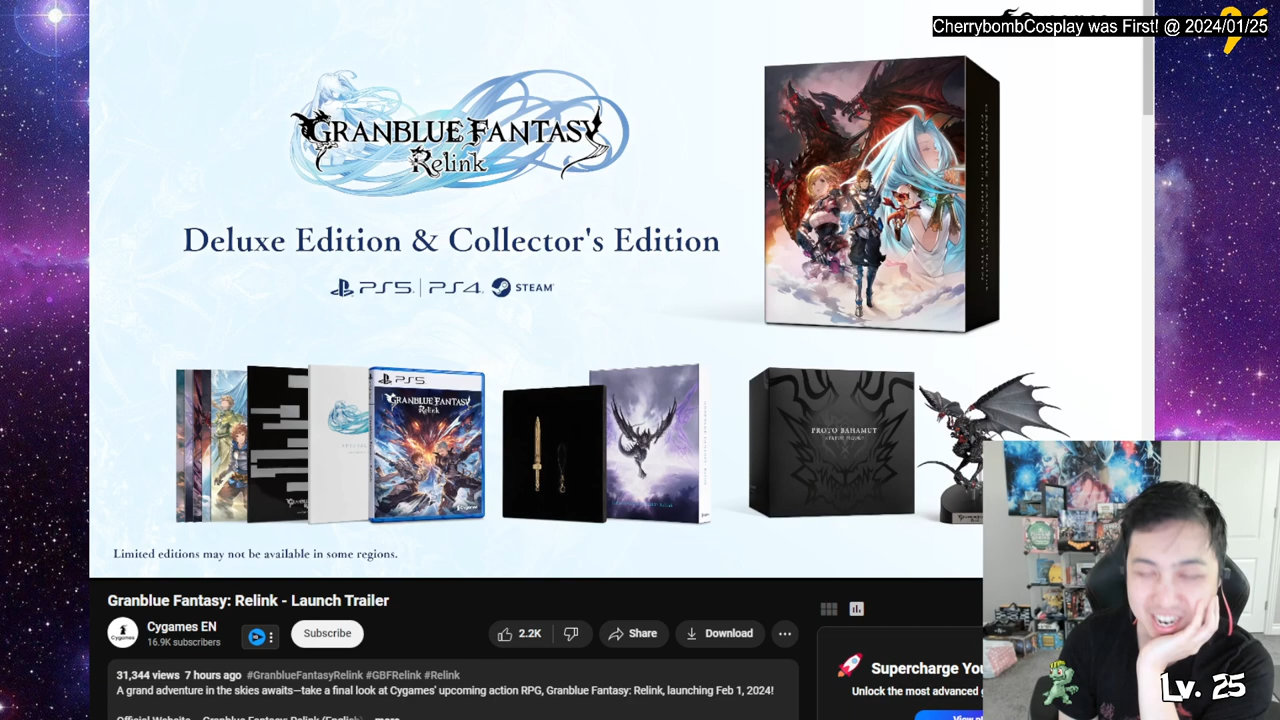 CherrybombCosplay was First! @ 2024/01/25
GRANBLUE FANTASY
Relink
Deluxe Edition & Collector's Edition
PS5 | PS4 STEAM
PS5
GRANBLUE FANTASY
Relink
PROTO BAHAMUT
Limited editions may not be available in some regions.
Granblue Fantasy: Relink - Launch Trailer
Cygames EN
16.9K subscribers
Subscribe
2.2K
Share
Download
31,344 views 7 hours ago #GranblueFantasyRelink #GBFRelink #Relink
A grand adventure in the skies awaits—take a final look at Cygames' upcoming action RPG, Granblue Fantasy: Relink, launching Feb 1, 2024!
Supercharge You
Unlock the most advanced
Lv. 25